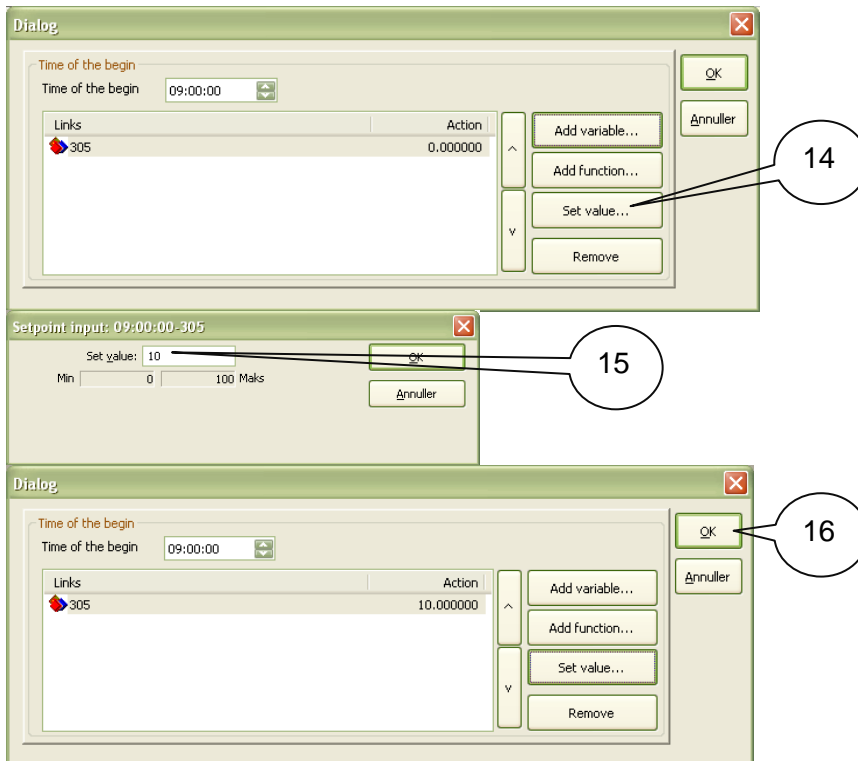 Dialog
Time of the begin
OK
Time of the begin 09:00:00
Annuller
Links Action
305 0.000000
^
Add variable...
Add function...
14
Set value...
v
Remove
Setpoint input: 09:00:00-305
Set value: 10
OK
15
Min 0 100 Maks
Annuller
Dialog
Time of the begin
OK
16
Time of the begin 09:00:00
Annuller
Links Action
305 10.000000
^
Add variable...
Add function...
Set value...
v
Remove